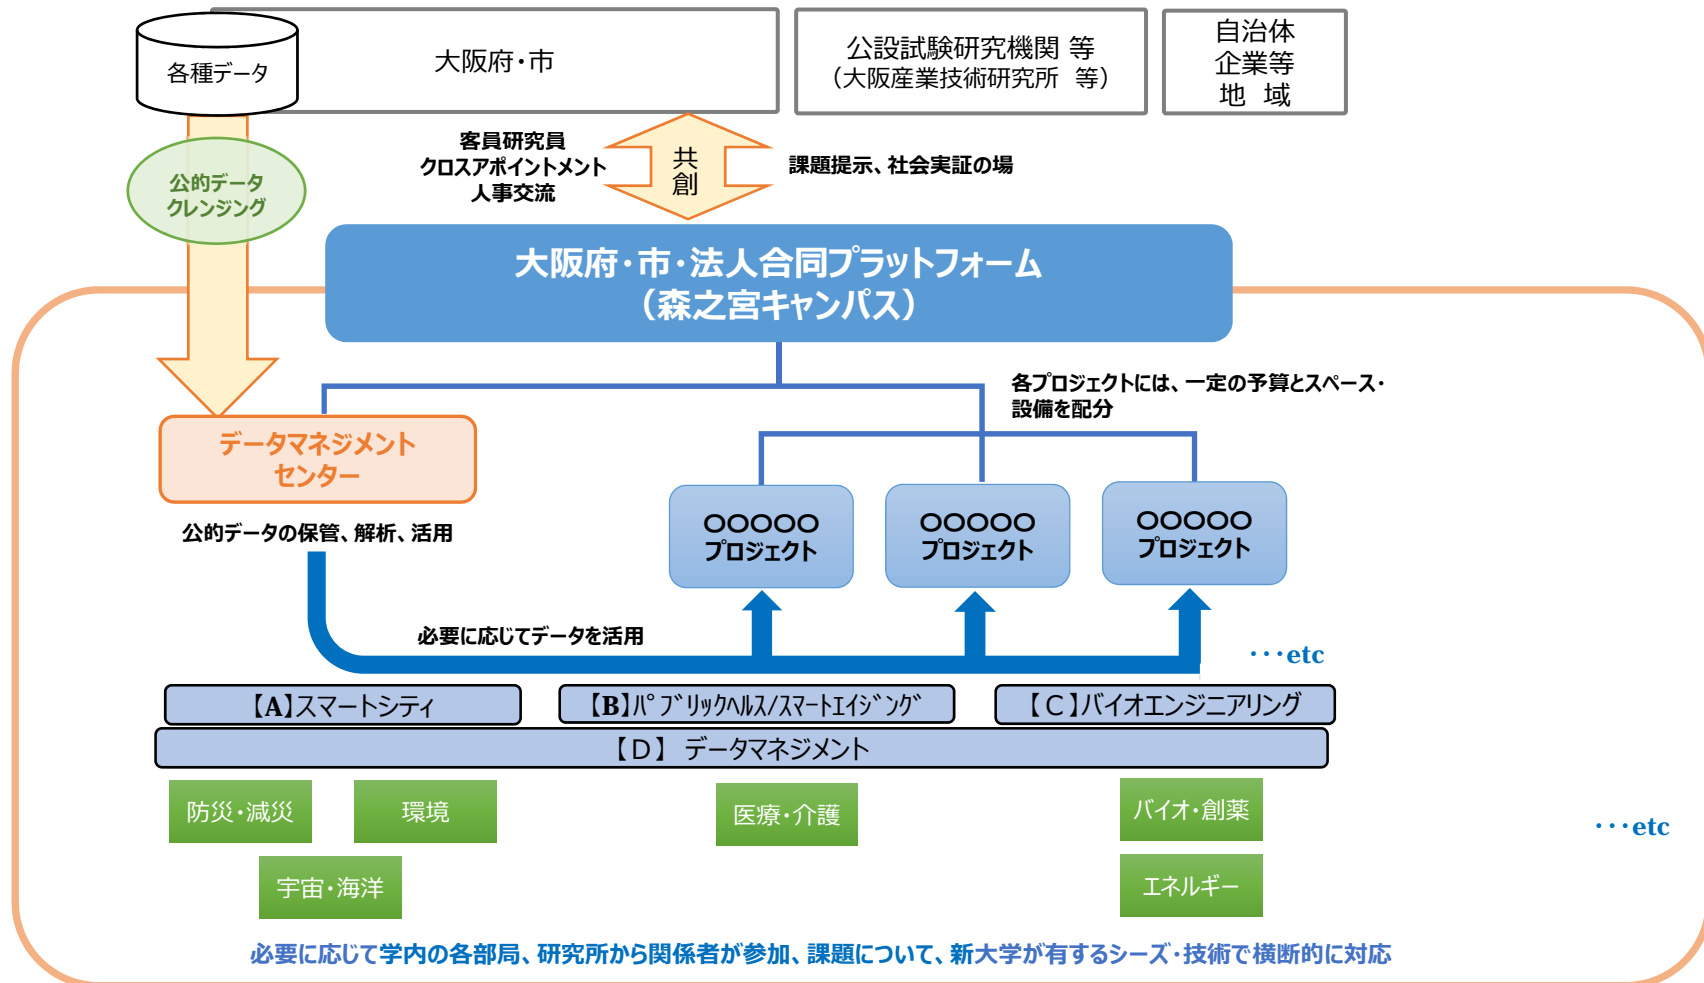 各種データ
大阪府・市
公設試験研究機関 等
（大阪産業技術研究所 等）
自治体
企業等
地 域
公的データ
クレンジング
客員研究員
クロスアポイントメント
人事交流
共
創
課題提示、社会実証の場
大阪府・市・法人合同プラットフォーム
（森之宮キャンパス）
各プロジェクトには、一定の予算とスペース・
設備を配分
データマネジメント
センター
公的データの保管、解析、活用
〇〇〇〇〇
プロジェクト
〇〇〇〇〇
プロジェクト
〇〇〇〇〇
プロジェクト
必要に応じてデータを活用
・・・etc
【A】スマートシティ
【B】パブリックヘルス/スマートエイジング
【C】バイオエンジニアリング
【D】 データマネジメント
防災・減災
環境
医療・介護
バイオ・創薬
・・・etc
宇宙・海洋
エネルギー
必要に応じて学内の各部局、研究所から関係者が参加、課題について、新大学が有するシーズ・技術で横断的に対応